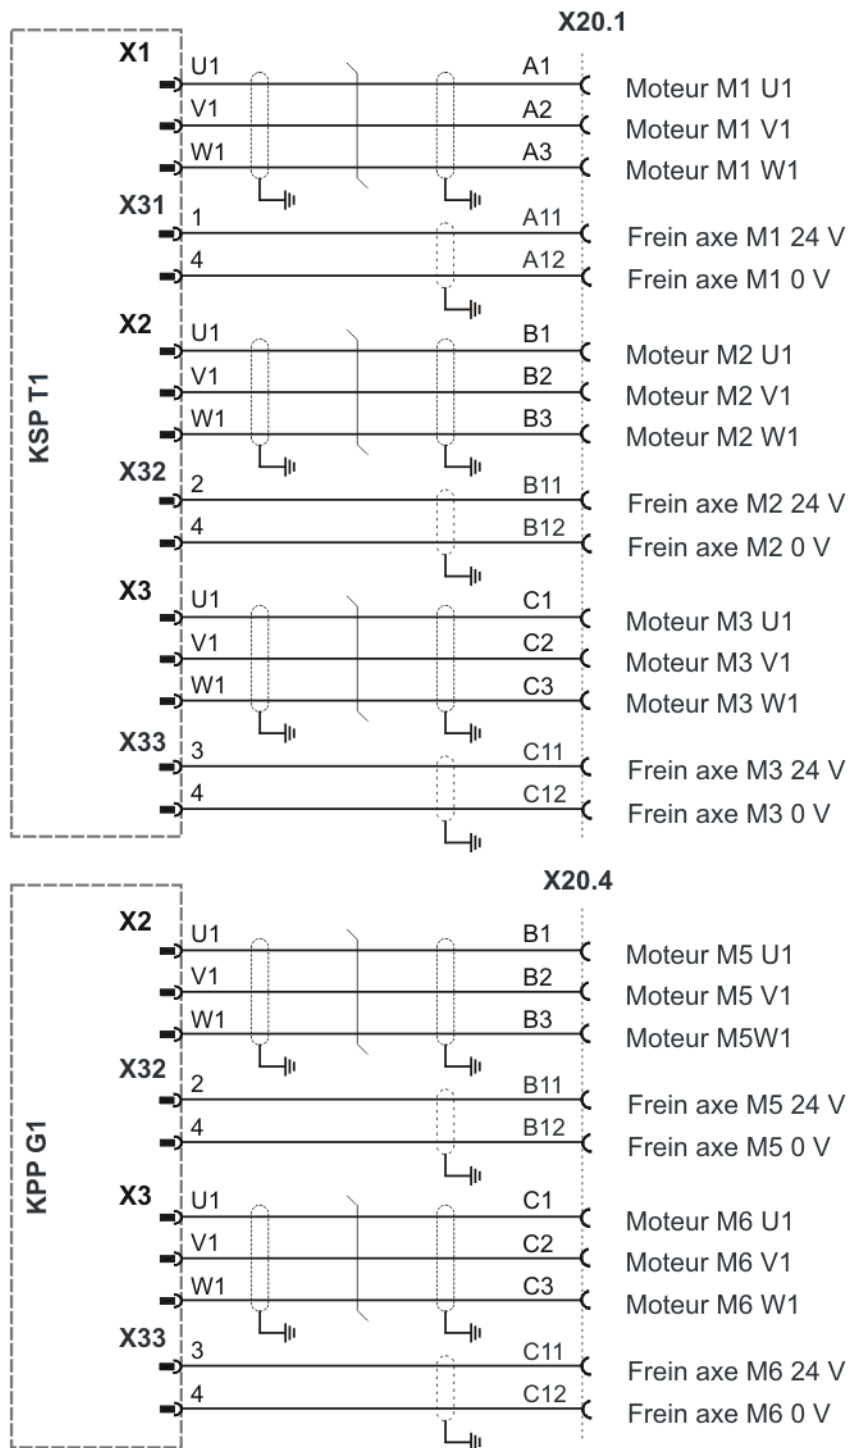 X20.1
X1
U1 A1 Moteur M1 U1
V1 A2 Moteur M1 V1
W1 A3 Moteur M1 W1
X31
1 A11 Frein axe M1 24 V
4 A12 Frein axe M1 0 V
X2
U1 B1 Moteur M2 U1
V1 B2 Moteur M2 V1
W1 B3 Moteur M2 W1
KSP T1
X32
2 B11 Frein axe M2 24 V
4 B12 Frein axe M2 0 V
X3
U1 C1 Moteur M3 U1
V1 C2 Moteur M3 V1
W1 C3 Moteur M3 W1
X33
3 C11 Frein axe M3 24 V
4 C12 Frein axe M3 0 V
X20.4
X2
U1 B1 Moteur M5 U1
V1 B2 Moteur M5 V1
W1 B3 Moteur M5W1
X32
2 B11 Frein axe M5 24 V
4 B12 Frein axe M5 0 V
KPP G1
X3
U1 C1 Moteur M6 U1
V1 C2 Moteur M6 V1
W1 C3 Moteur M6 W1
X33
3 C11 Frein axe M6 24 V
4 C12 Frein axe M6 0 V